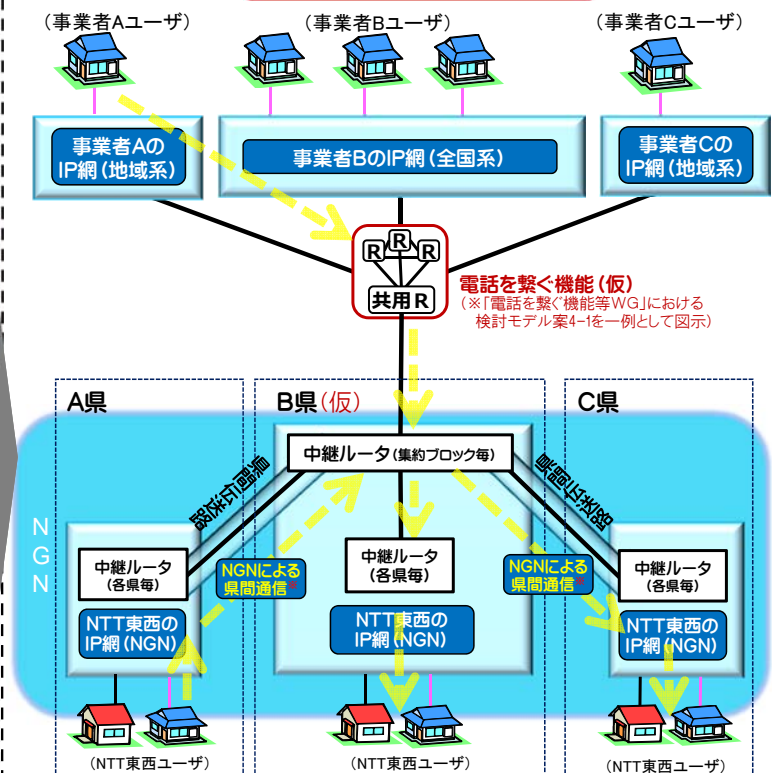 (事業者Aユーザ)
(事業者Bユーザ)
(事業者Cユーザ)
事業者Aの
IP網(地域系)
事業者BのIP網(全国系)
事業者Cの
IP網(地域系)
R
R
R
共用R
電話を繋ぐ機能(仮)
(※「電話を繋ぐ機能等WG」における
検討モデル案4-1を一例として図示)
A県
B県(仮)
C県
中継ルータ(集約ブロック毎)
県間伝送路
県間伝送路
NGN
中継ルータ
(各県毎)
NGNによる
県間通信※
中継ルータ
(各県毎)
NGNによる
県間通信※
中継ルータ
(各県毎)
NTT東西の
IP網(NGN)
NTT東西の
IP網(NGN)
NTT東西の
IP網(NGN)
(NTT東西ユーザ)
(NTT東西ユーザ)
(NTT東西ユーザ)